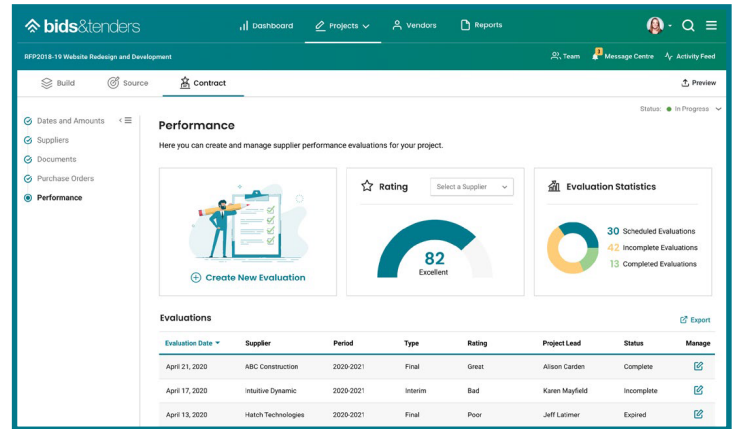 bids&tenders
Dashboard Projects Vendors Reports
RFP2018-19 Website Redesign and Development
Team 3 Message Centre Activity Feed
Build Source Contract Preview
Status: In Progress
Dates and Amounts
Suppliers
Documents
Purchase Orders
Performance
Performance
Here you can create and manage supplier performance evaluations for your project.
Create New Evaluation
Rating Select a Supplier
82
Excellent
Evaluation Statistics
30 Scheduled Evaluations
42 Incomplete Evaluations
13 Completed Evaluations
Evaluations Export
Evaluation Date Supplier Period Type Rating Project Lead Status Manage
April 21, 2020 ABC Construction 2020-2021 Final Great Alison Carden Complete
April 17, 2020 Intuitive Dynamic 2020-2021 Interim Bad Karen Mayfield Incomplete
April 13, 2020 Hatch Technologies 2020-2021 Final Poor Jeff Latimer Expired